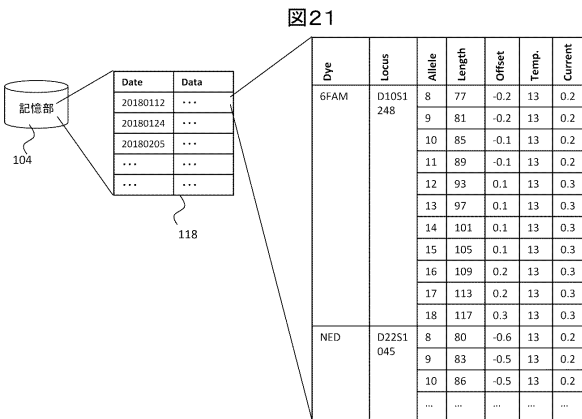 図21
記憶部
104
Date Data
20180112 ・・・
20180124 ・・・
20180205 ・・・
・・・ ・・・
・・・ ・・・
118
Dye Locus Allele Length Offset Temp. Current
6FAM D10S1248 8 77 -0.2 13 0.2
9 81 -0.2 13 0.2
10 85 -0.1 13 0.2
11 89 -0.1 13 0.2
12 93 0.1 13 0.3
13 97 0.1 13 0.3
14 101 0.1 13 0.3
15 105 0.1 13 0.3
16 109 0.2 13 0.3
17 113 0.2 13 0.3
18 117 0.3 13 0.3
NED D22S1045 8 80 -0.6 13 0.2
9 83 -0.5 13 0.2
10 86 -0.5 13 0.2
... ... ... ... ...